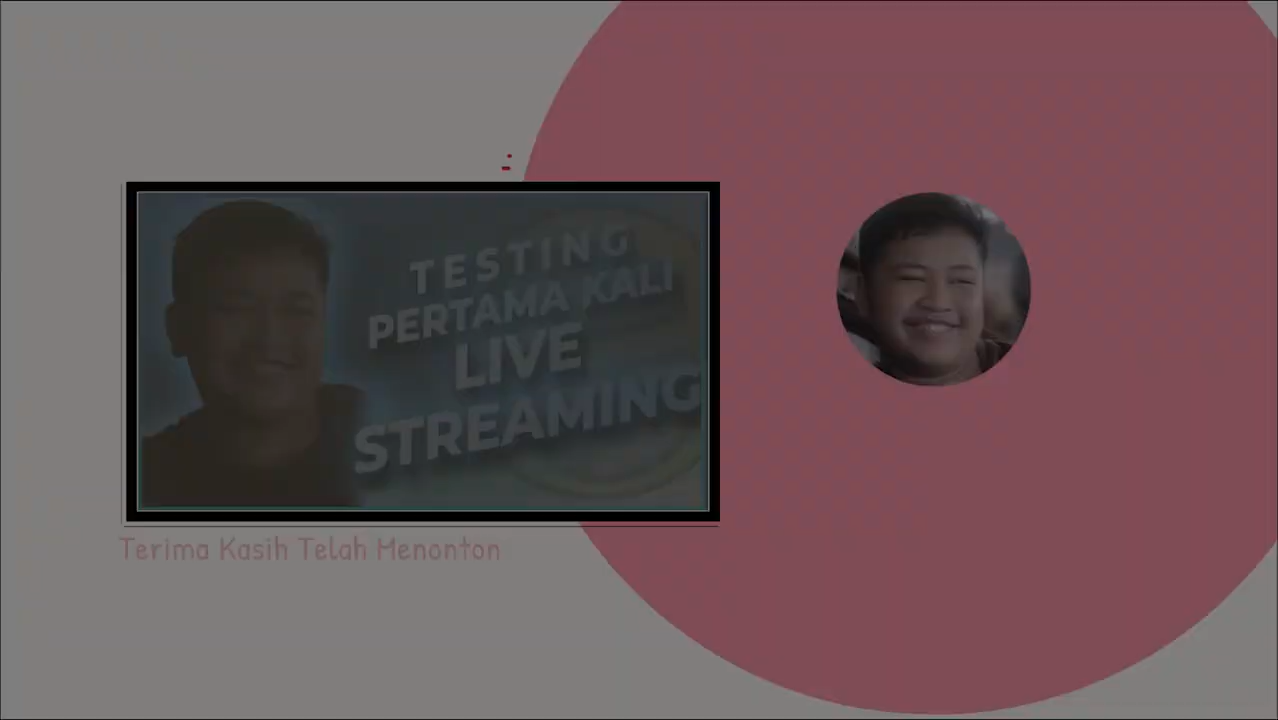 TESTING
PERTAMA KALI
LIVE
STREAMING
Terima Kasih Telah Menonton